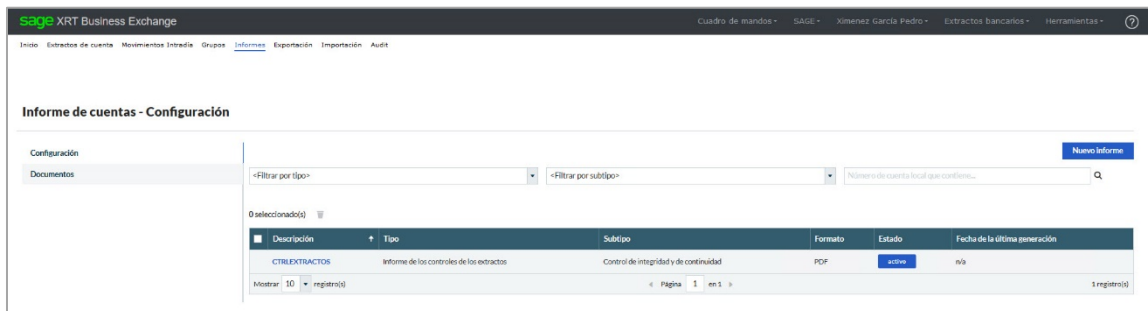 sage XRT Business Exchange Cuadro de mandos SAGE Ximenez García Pedro Extractos bancarios Herramientas ?
Inicio Extractos de cuenta Movimientos Intradía Grupos Informes Exportación Importación Audit
Informe de cuentas - Configuración
Configuración Nuevo informe
Documentos <Filtrar por tipo> <Filtrar por subtipo> Número de cuenta local que contiene...
0 seleccionado(s)
Descripción Tipo Subtipo Formato Estado Fecha de la última generación
CTRLEXTRACTOS Informe de los controles de los extractos Control de integridad y de continuidad PDF activo n/a
Mostrar 10 registro(s) Página 1 en 1 1 registro(s)